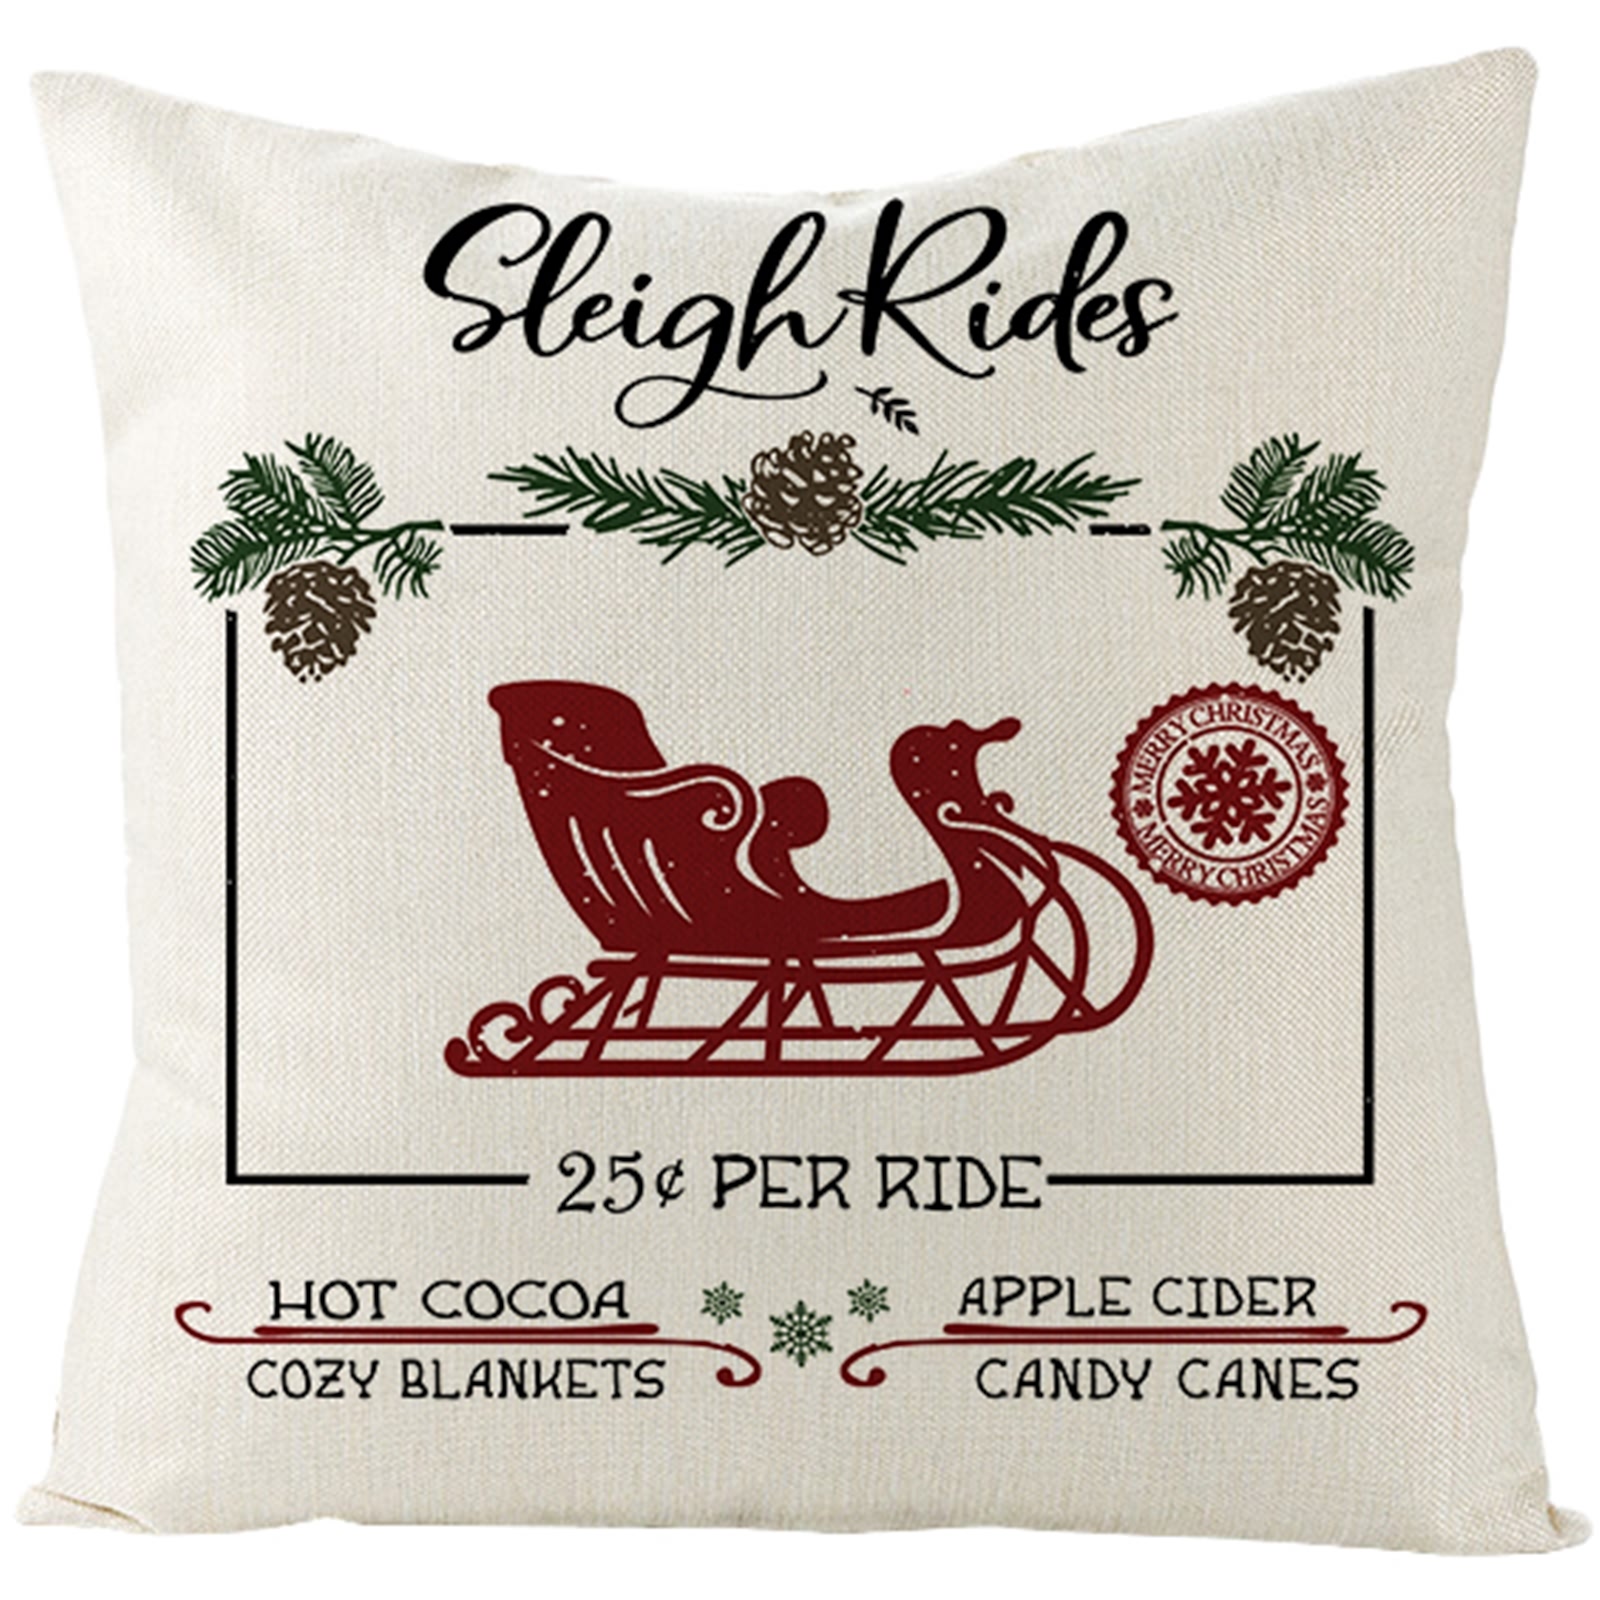 Sleigh Rides
MERRY CHRISTMAS
MERRY CHRISTMAS
25¢ PER RIDE
HOT COCOA
APPLE CIDER
COZY BLANKETS
CANDY CANES